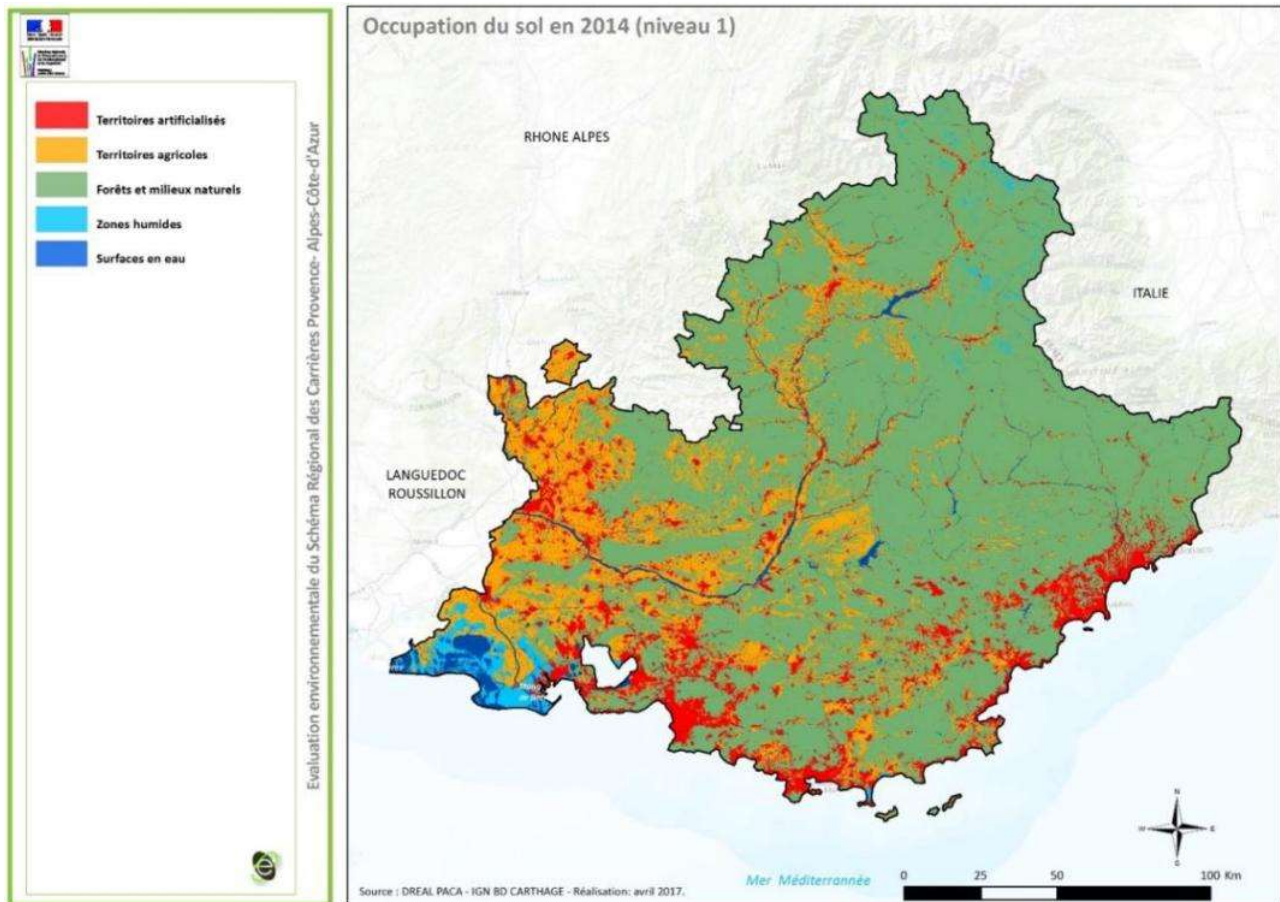 Occupation du sol en 2014 (niveau 1)
Territoires artificialisés
Territoires agricoles
Forêts et milieux naturels
Zones humides
Surfaces en eau
Evaluation environnementale du Schéma Régional des Carrières Provence- Alpes-Côte-d'Azur
RHONE ALPES
ITALIE
LANGUEDOC
ROUSSILLON
N
W
E
S
Mer Méditerrannée
0
25
50
100 Km
Source : DREAL PACA - IGN BD CARTHAGE - Réalisation: avril 2017.